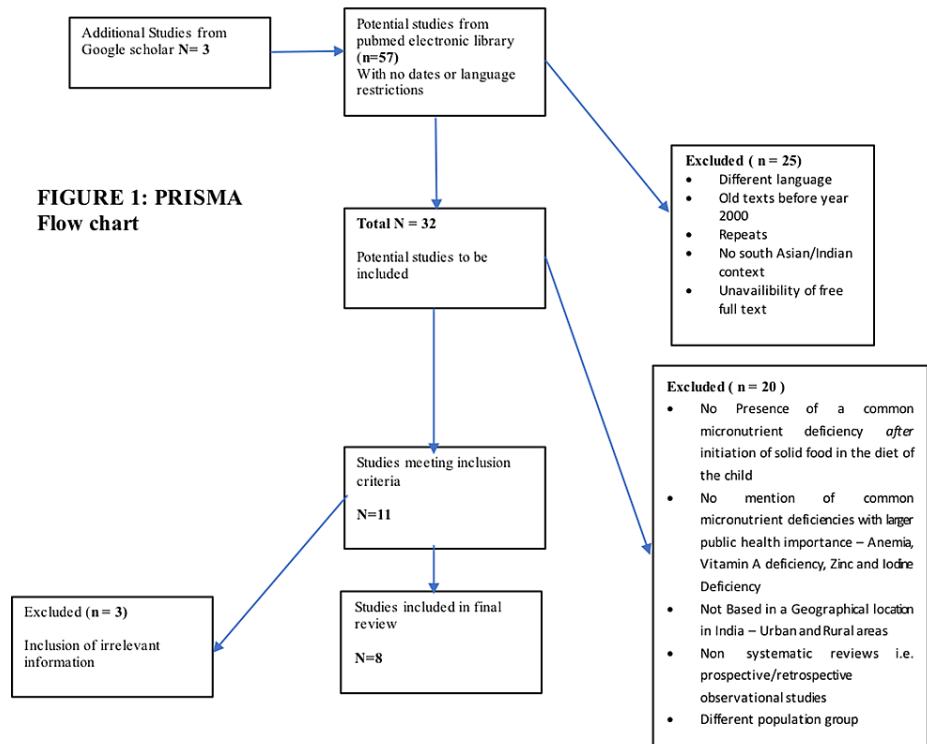 Additional Studies from
Google scholar N= 3
Potential studies from
pubmed electronic library
(n=57)
With no dates or language
restrictions
Excluded ( n = 25)
• Different language
• Old texts before year
2000
• Repeats
• No south Asian/Indian
context
• Unavailibility of free
full text
FIGURE 1: PRISMA
Flow chart
Total N = 32
Potential studies to be
included
Excluded ( n = 20 )
• No Presence of a common
micronutrient deficiency after
initiation of solid food in the diet of
the child
• No mention of common
micronutrient deficiencies with larger
public health importance – Anemia,
Vitamin A deficiency, Zinc and Iodine
Deficiency
• Not Based in a Geographical location
in India – Urban and Rural areas
• Non systematic reviews i.e.
prospective/retrospective
observational studies
• Different population group
Studies meeting inclusion
criteria
N=11
Excluded (n = 3)
Inclusion of irrelevant
information
Studies included in final
review
N=8